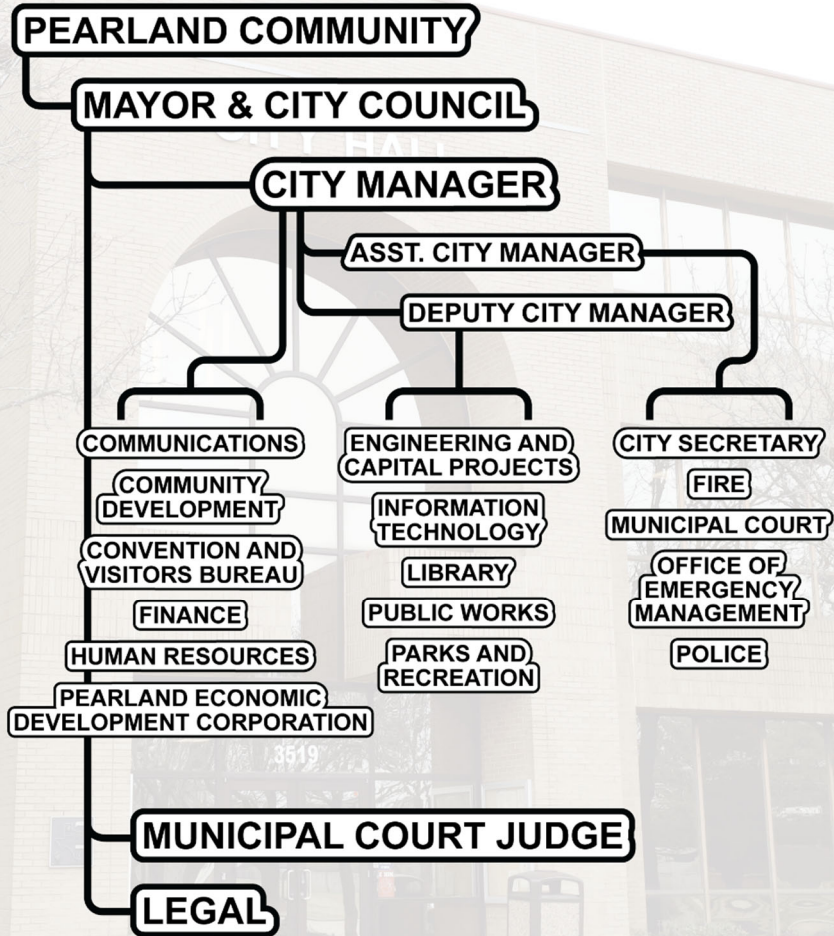 PEARLAND COMMUNITY
MAYOR & CITY COUNCIL
CITY HALL
CITY MANAGER
ASST. CITY MANAGER
DEPUTY CITY MANAGER
COMMUNICATIONS
COMMUNITY
DEVELOPMENT
CONVENTION AND
VISITORS BUREAU
FINANCE
HUMAN RESOURCES
PEARLAND ECONOMIC
DEVELOPMENT CORPORATION
ENGINEERING AND
CAPITAL PROJECTS
INFORMATION
TECHNOLOGY
LIBRARY
PUBLIC WORKS
PARKS AND
RECREATION
CITY SECRETARY
FIRE
MUNICIPAL COURT
OFFICE OF
EMERGENCY
MANAGEMENT
POLICE
3519
MUNICIPAL COURT JUDGE
LEGAL